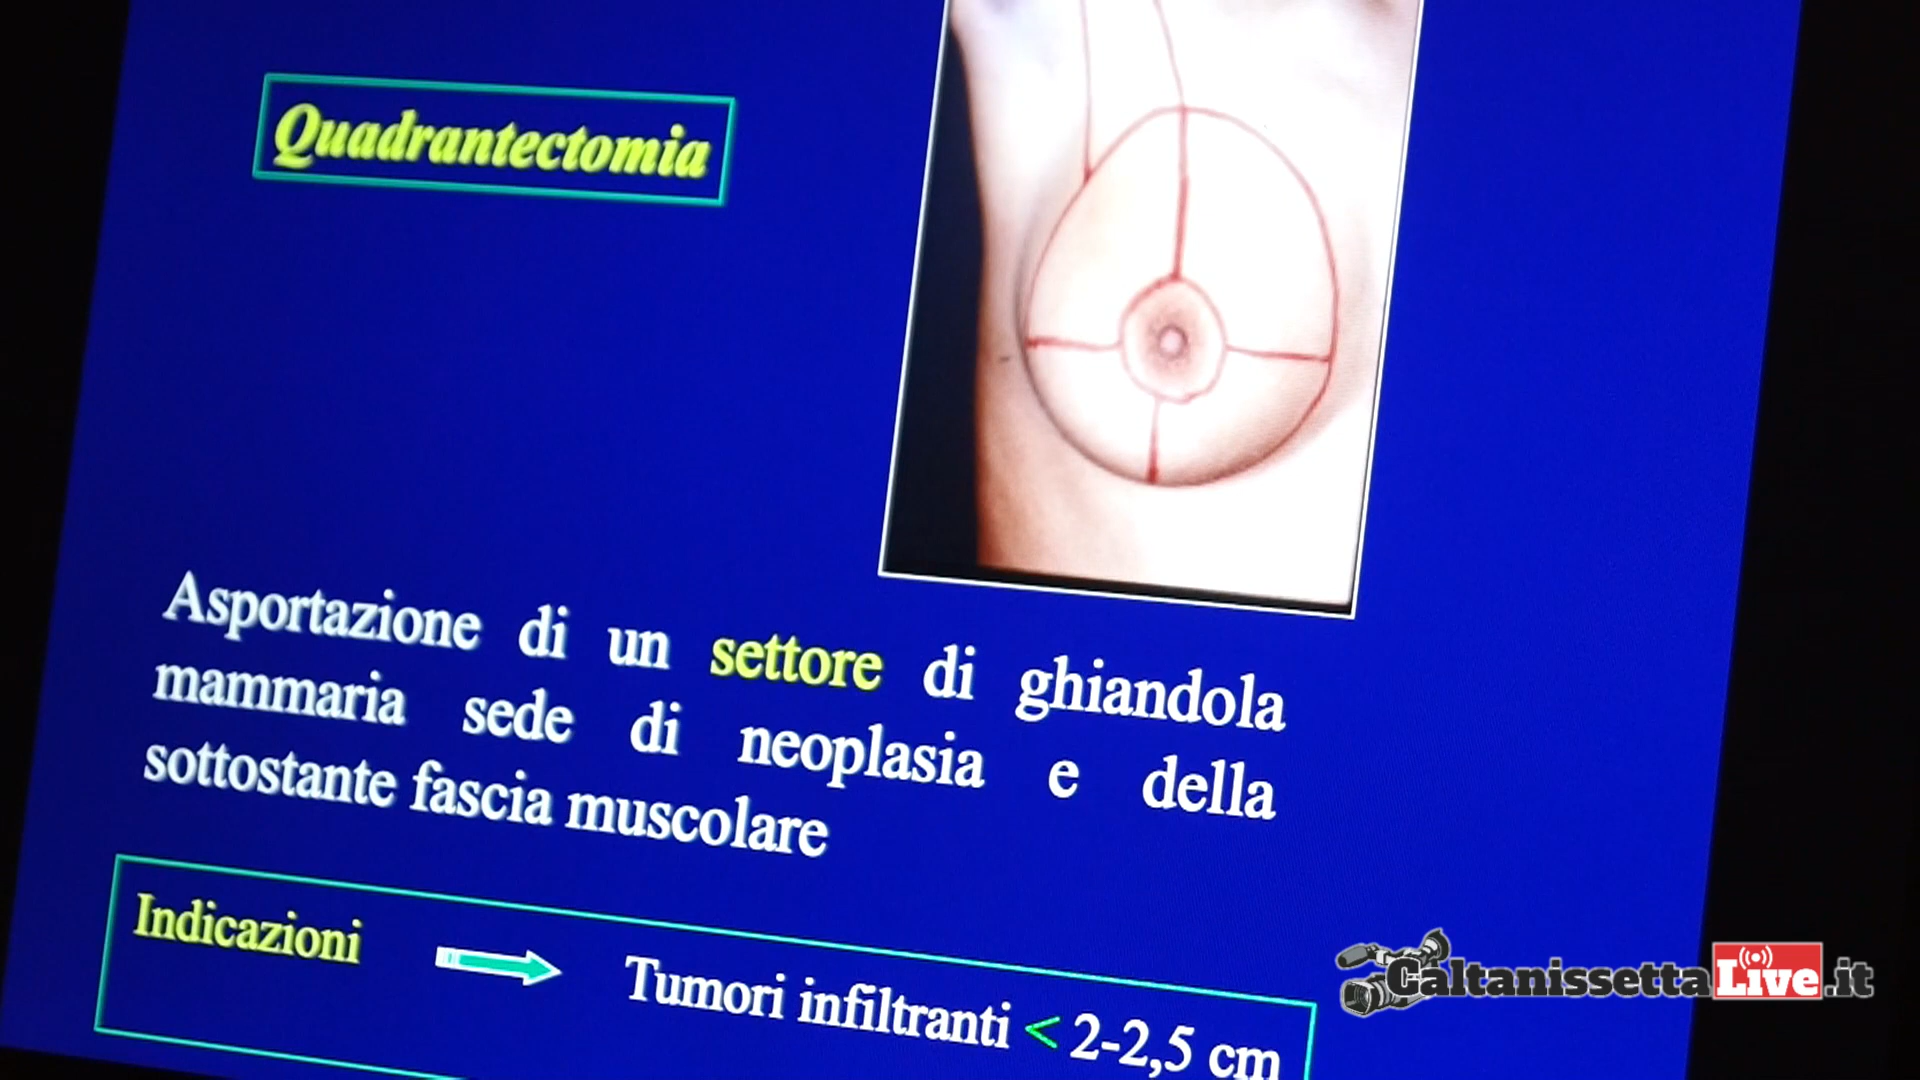 Quadrantectomia
Asportazione di un settore di ghiandola
mammaria sede di neoplasia e della
sottostante fascia muscolare
Indicazioni
Tumori infiltranti < 2-2,5 cm
CaltanissettaLive.it